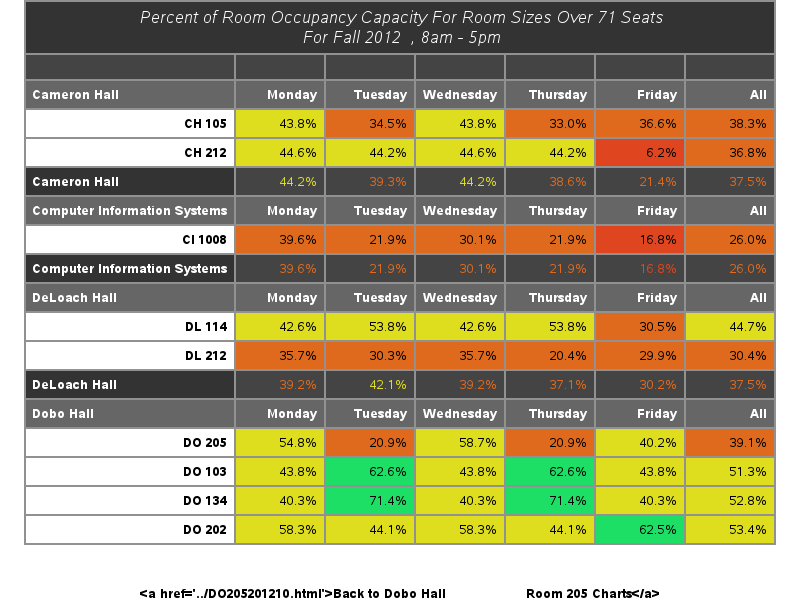 Percent of Room Occupancy Capacity For Room Sizes Over 71 Seats
For Fall 2012 , 8am - 5pm
Cameron Hall Monday Tuesday Wednesday Thursday Friday All
CH 105 43.8% 34.5% 43.8% 33.0% 36.6% 38.3%
CH 212 44.6% 44.2% 44.6% 44.2% 6.2% 36.8%
Cameron Hall 44.2% 39.3% 44.2% 38.6% 21.4% 37.5%
Computer Information Systems Monday Tuesday Wednesday Thursday Friday All
CI 1008 39.6% 21.9% 30.1% 21.9% 16.8% 26.0%
Computer Information Systems 39.6% 21.9% 30.1% 21.9% 16.8% 26.0%
DeLoach Hall Monday Tuesday Wednesday Thursday Friday All
DL 114 42.6% 53.8% 42.6% 53.8% 30.5% 44.7%
DL 212 35.7% 30.3% 35.7% 20.4% 29.9% 30.4%
DeLoach Hall 39.2% 42.1% 39.2% 37.1% 30.2% 37.5%
Dobo Hall Monday Tuesday Wednesday Thursday Friday All
DO 205 54.8% 20.9% 58.7% 20.9% 40.2% 39.1%
DO 103 43.8% 62.6% 43.8% 62.6% 43.8% 51.3%
DO 134 40.3% 71.4% 40.3% 71.4% 40.3% 52.8%
DO 202 58.3% 44.1% 58.3% 44.1% 62.5% 53.4%
<a href='../DO205201210.html'>Back to Dobo Hall Room 205 Charts</a>